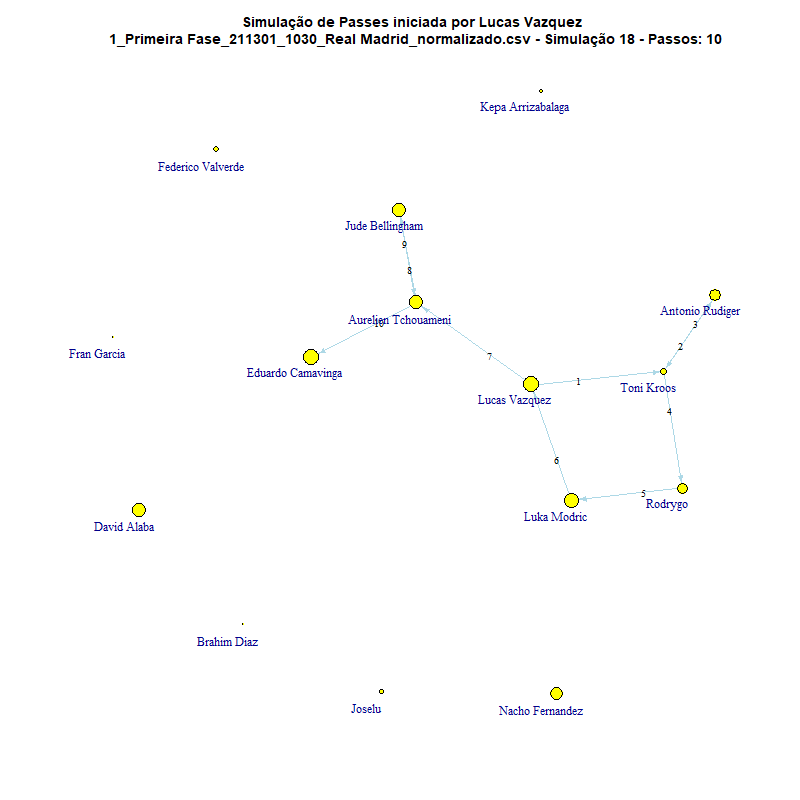 Simulação de Passes iniciada por Lucas Vazquez
1_Primeira Fase_211301_1030_Real Madrid_normalizado.csv - Simulação 18 - Passos: 10
Kepa Arrizabalaga
Federico Valverde
Jude Bellingham
9
8
Antonio Rudiger
Aurelien Tchouameni
10
3
2
Fran Garcia
7
Eduardo Camavinga
1
Toni Kroos
Lucas Vazquez
4
6
5
Rodrygo
Luka Modric
David Alaba
Brahim Diaz
Joselu
Nacho Fernandez